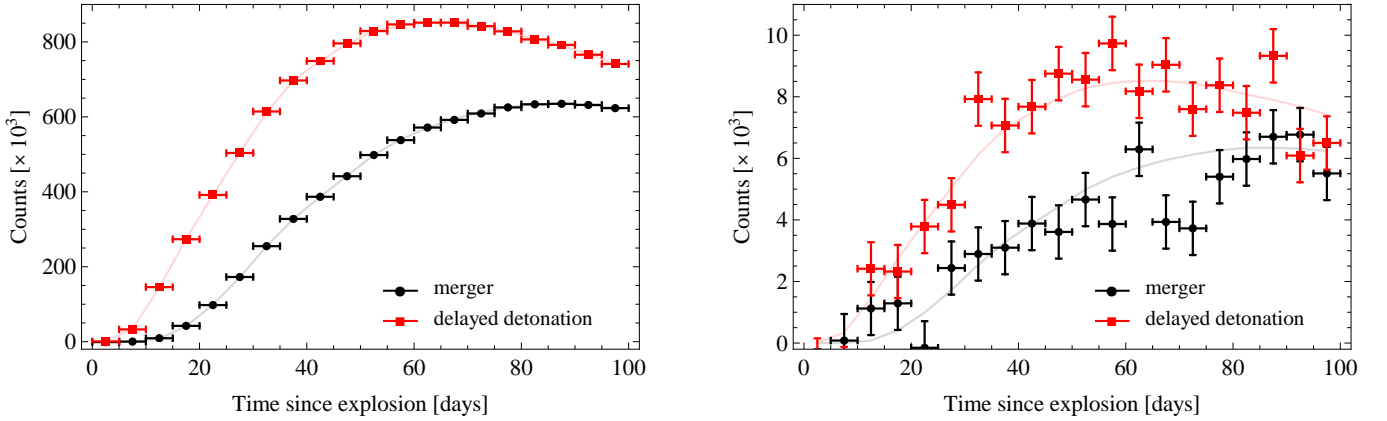 800
600
400
200
0
Counts [× 10³]
merger
delayed detonation
0 20 40 60 80 100
Time since explosion [days]
10
8
6
4
2
0
Counts [× 10³]
merger
delayed detonation
0 20 40 60 80 100
Time since explosion [days]